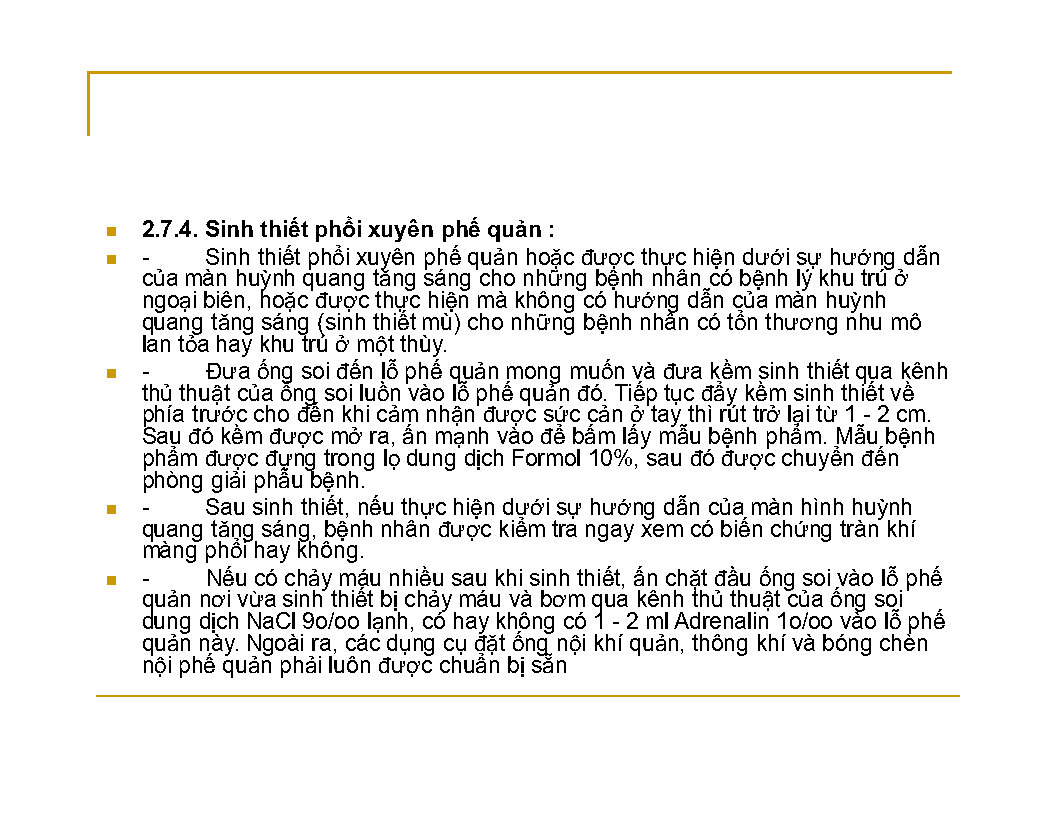 2.7.4. Sinh thiết phổi xuyên phế quản :
- Sinh thiết phổi xuyên phế quản hoặc được thực hiện dưới sự hướng dẫn
của màn huỳnh quang tăng sáng cho những bệnh nhân có bệnh lý khu trú ở
ngoại biên, hoặc được thực hiện mà không có hướng dẫn của màn huỳnh
quang tăng sáng (sinh thiết mù) cho những bệnh nhân có tổn thương nhu mô
lan tỏa hay khu trú ở một thùy.
- Đưa ống soi đến lỗ phế quản mong muốn và đưa kềm sinh thiết qua kênh
thủ thuật của ống soi luồn vào lỗ phế quản đó. Tiếp tục đẩy kềm sinh thiết về
phía trước cho đến khi cảm nhận được sức cản ở tay thì rút trở lại từ 1 - 2 cm.
Sau đó kềm được mở ra, ấn mạnh vào để bấm lấy mẫu bệnh phẩm. Mẫu bệnh
phẩm được đựng trong lọ dung dịch Formol 10%, sau đó được chuyển đến
phòng giải phẫu bệnh.
- Sau sinh thiết, nếu thực hiện dưới sự hướng dẫn của màn hình huỳnh
quang tăng sáng, bệnh nhân được kiểm tra ngay xem có biến chứng tràn khí
màng phổi hay không.
- Nếu có chảy máu nhiều sau khi sinh thiết, ấn chặt đầu ống soi vào lỗ phế
quản nơi vừa sinh thiết bị chảy máu và bơm qua kênh thủ thuật của ống soi
dung dịch NaCl 9o/oo lạnh, có hay không có 1 - 2 ml Adrenalin 1o/oo vào lỗ phế
quản này. Ngoài ra, các dụng cụ đặt ống nội khí quản, thông khí và bóng chèn
nội phế quản phải luôn được chuẩn bị sẵn